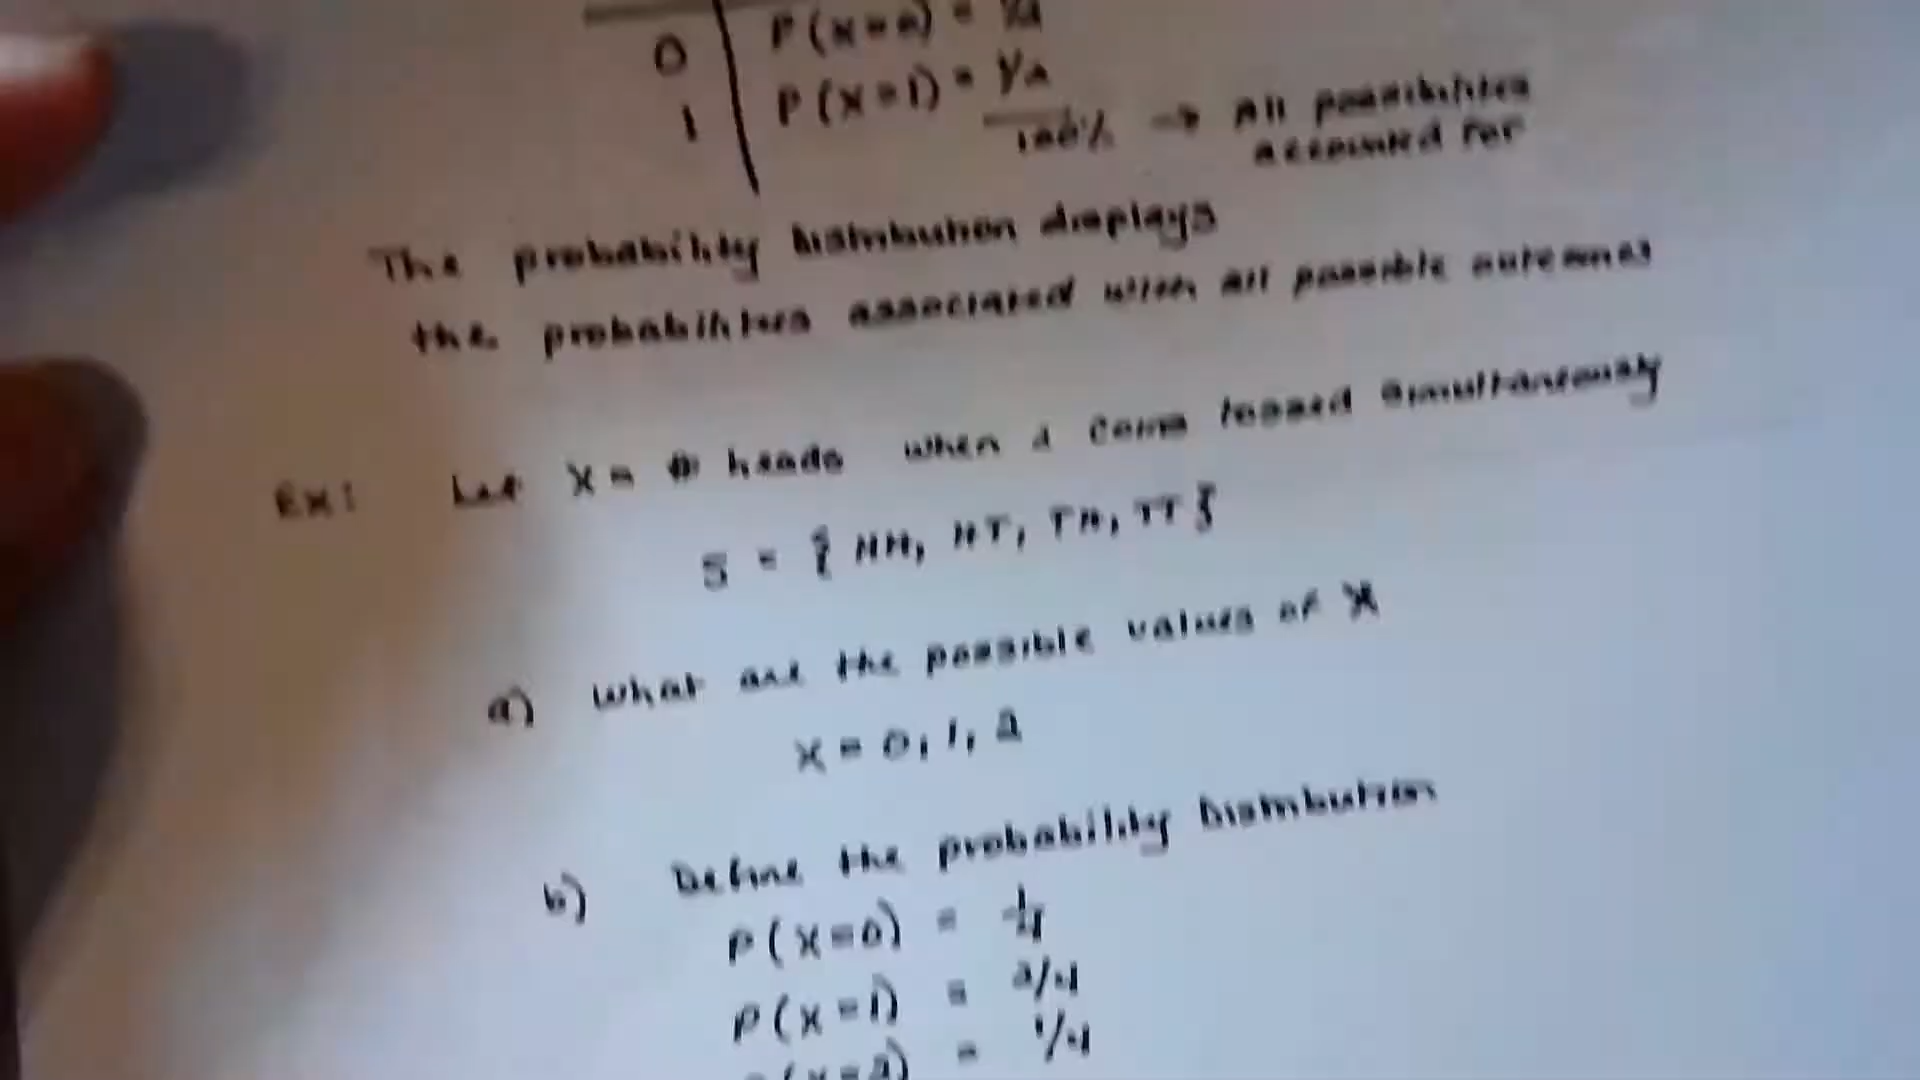 0 P(X=0) = 1/2
1 P(X=1) = 1/2
100% → All possibilities
accounted for
The probability Distribution displays
the probabilities associated with all possible outcomes
Ex: Let X = # heads when 2 coins tossed simultaneously
S = { HH, HT, TH, TT }
a) What are the possible values of X
X = 0, 1, 2
b) Define the probability Distribution
P(X=0) = 1/4
P(X=1) = 2/4
P(X=2) = 1/4